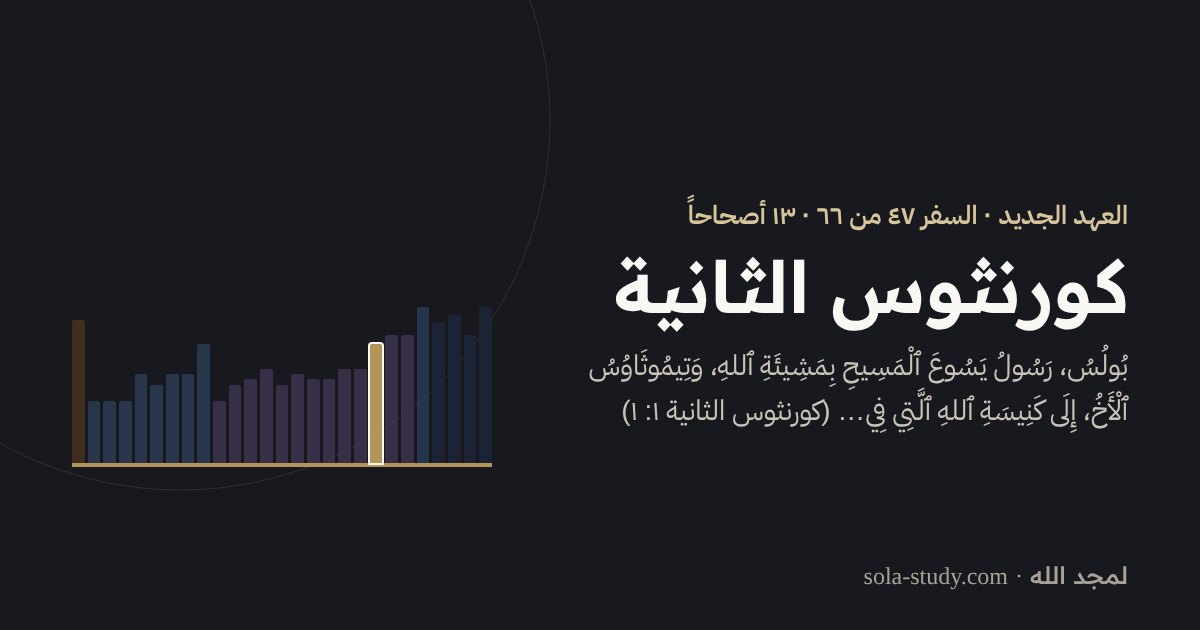 العهد الجديد · السفر ٤٧ من ٦٦ · ١٣ أصحاحاً
كورنثوس الثانية
بُولُسُ، رَسُولُ يَسُوعَ ٱلْمَسِيحِ بِمَشِيئَةِ ٱللهِ، وَتِيمُوثَاوُسُ
ٱلْأَخُ، إِلَى كَنِيسَةِ ٱللهِ ٱلَّتِي فِي… (كورنثوس الثانية ١: ١)
لمجد الله · sola-study.com